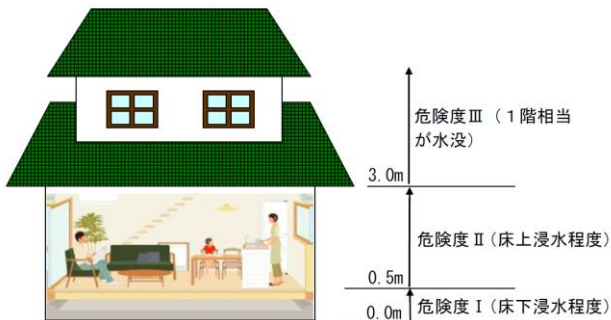 危険度Ⅲ（1階相当
が水没）
3.0m
危険度Ⅱ（床上浸水程度）
0.5m
危険度Ⅰ（床下浸水程度）
0.0m